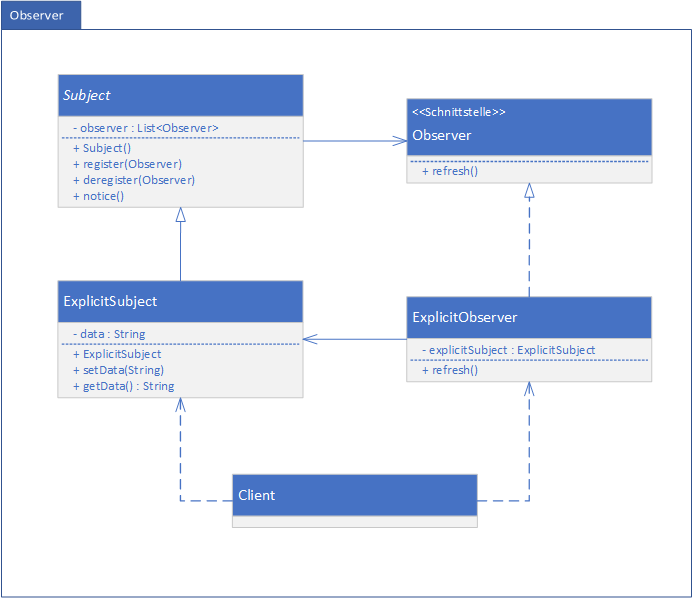 Observer
Subject
- observer : List<Observer>
+ Subject()
+ register(Observer)
+ deregister(Observer)
+ notice()
<<Schnittstelle>>
Observer
+ refresh()
ExplicitSubject
- data : String
+ ExplicitSubject
+ setData(String)
+ getData() : String
ExplicitObserver
- explicitSubject : ExplicitSubject
+ refresh()
Client